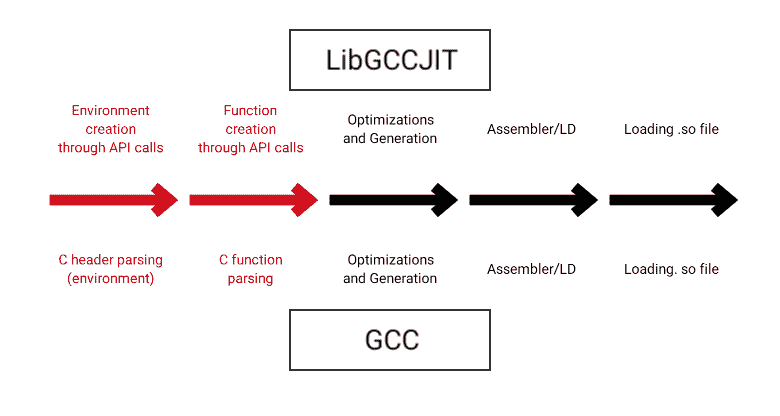 LibGCCJIT
Environment
creation
through API calls
Function
creation
through API calls
Optimizations
and Generation
Assembler/LD
Loading .so file
C header parsing
(environment)
C function
parsing
Optimizations
and Generation
Assembler/LD
Loading. so file
GCC